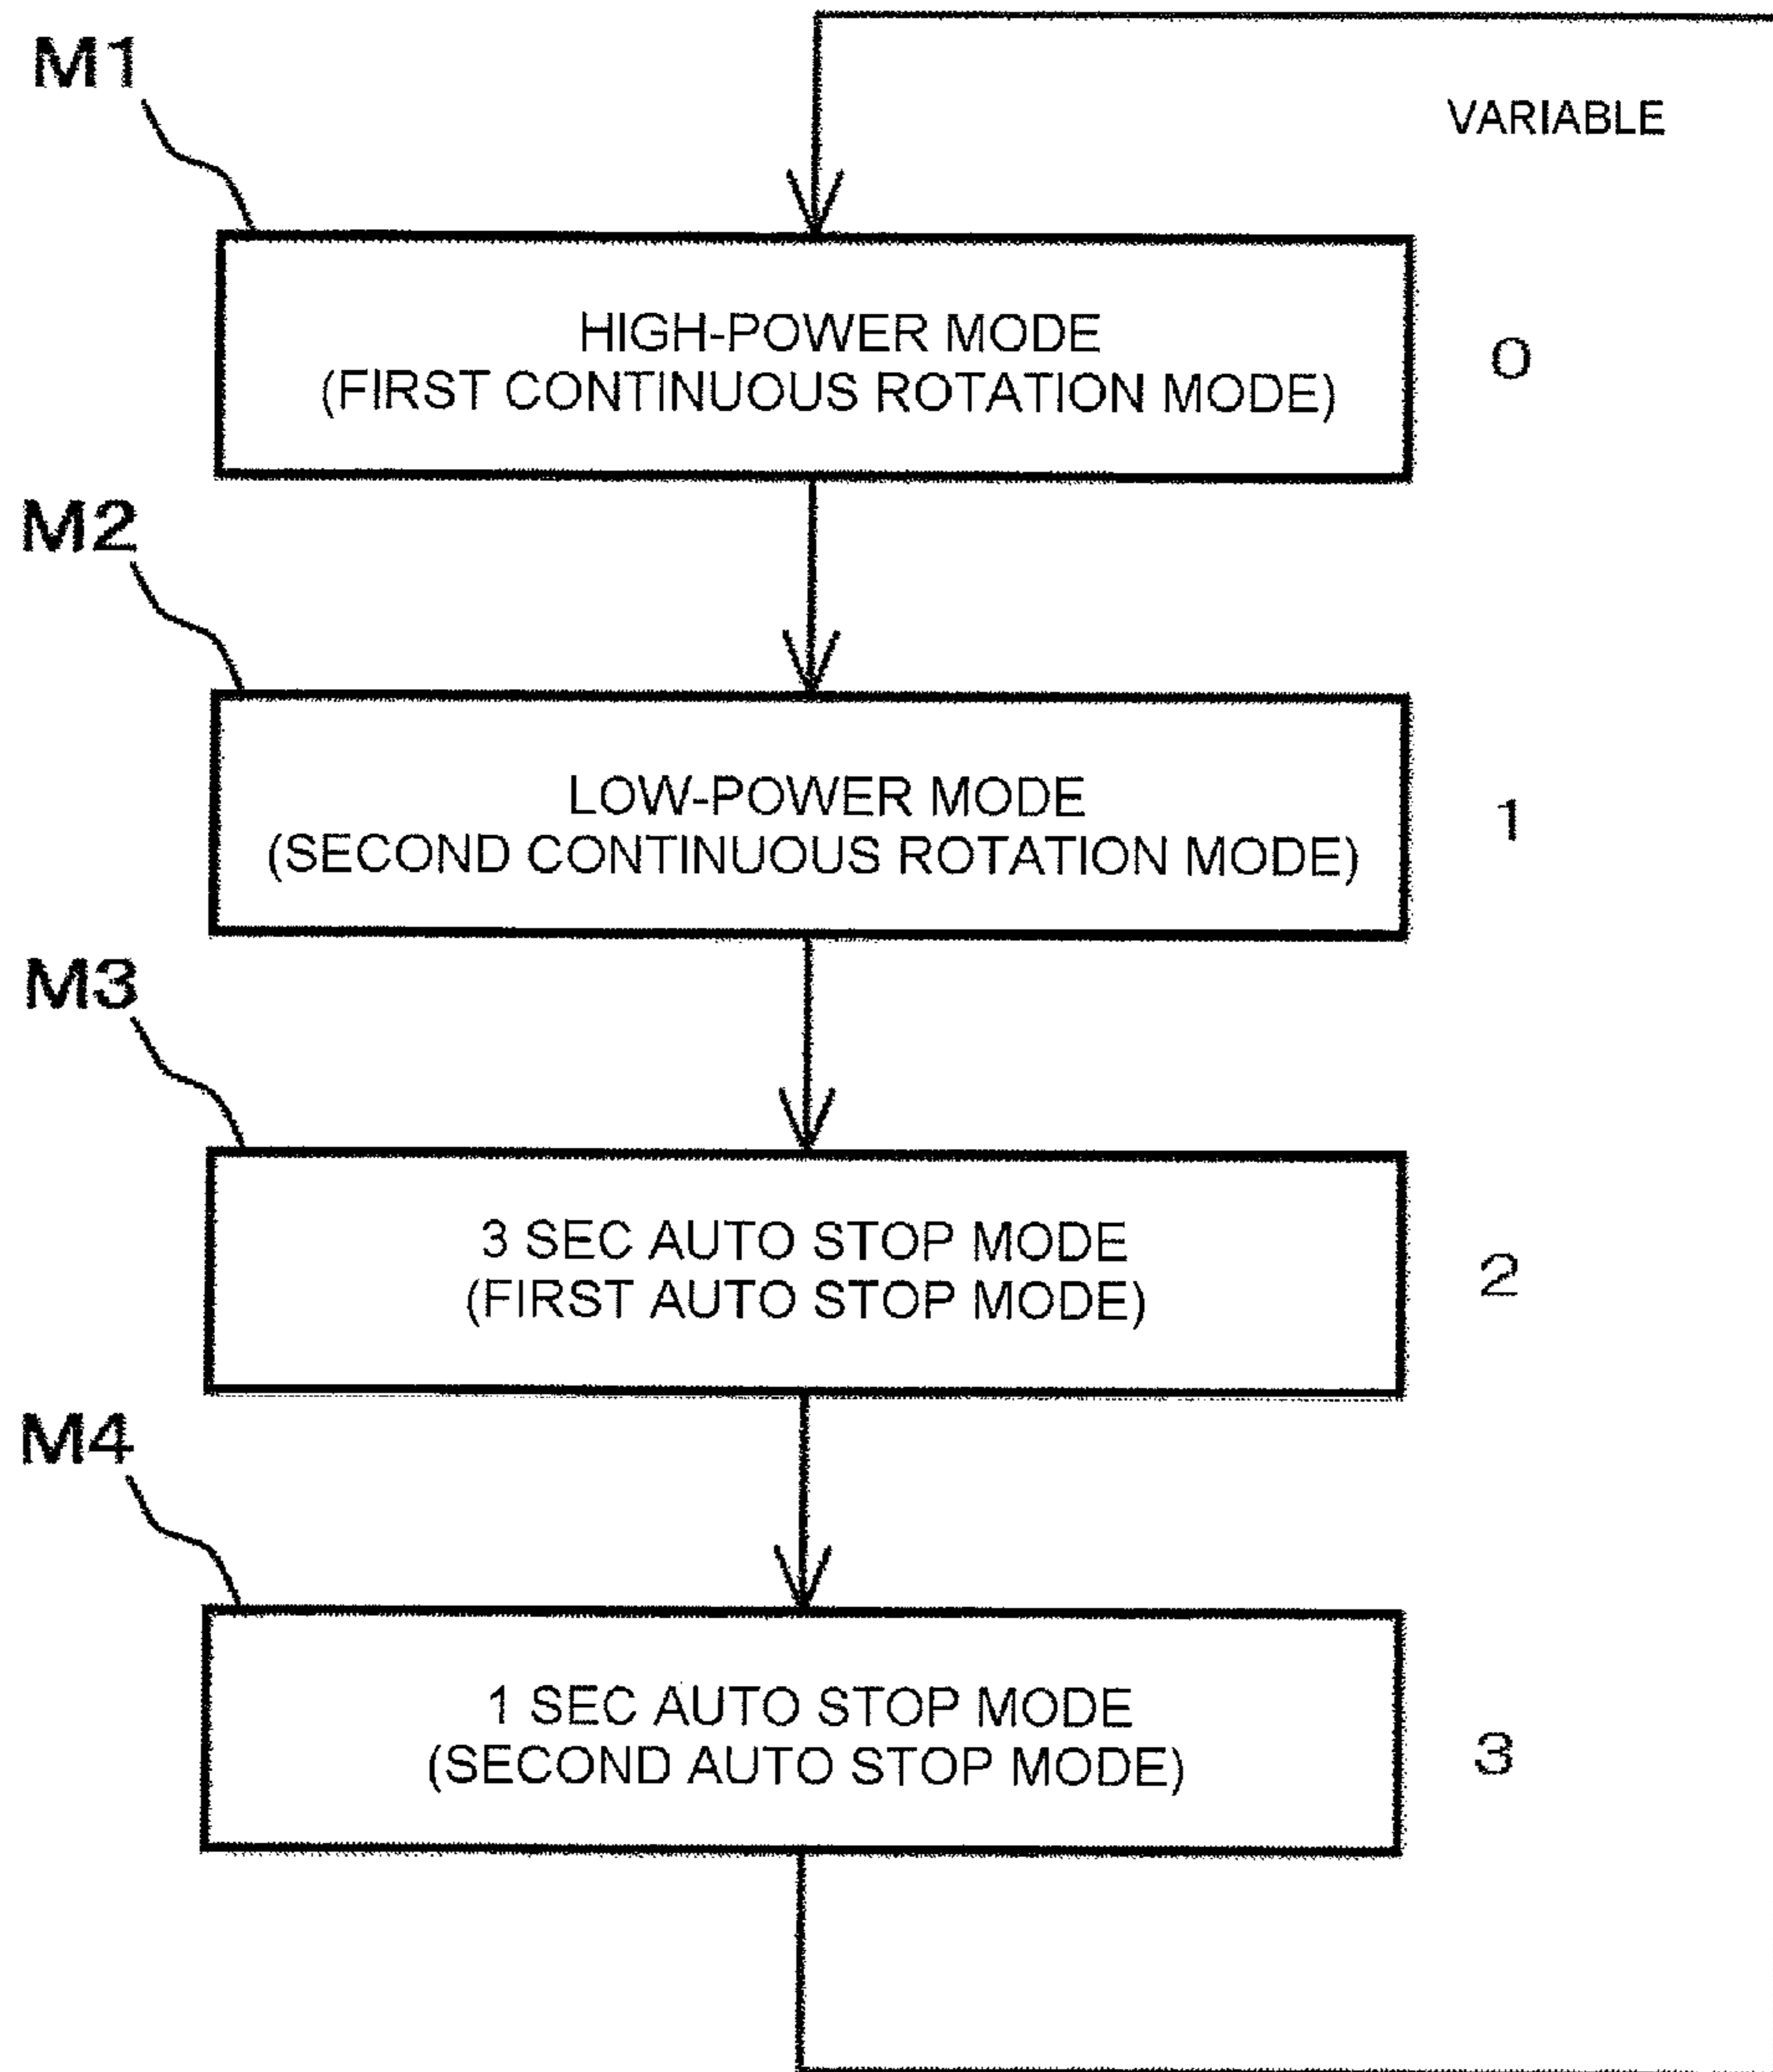 M1
VARIABLE
HIGH-POWER MODE
(FIRST CONTINUOUS ROTATION MODE)
0
M2
LOW-POWER MODE
(SECOND CONTINUOUS ROTATION MODE)
1
M3
3 SEC AUTO STOP MODE
(FIRST AUTO STOP MODE)
2
M4
1 SEC AUTO STOP MODE
(SECOND AUTO STOP MODE)
3